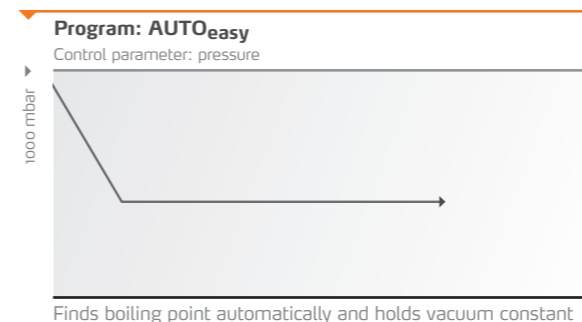 Program: AUTOeasy
Control parameter: pressure
1000 mbar
Finds boiling point automatically and holds vacuum constant